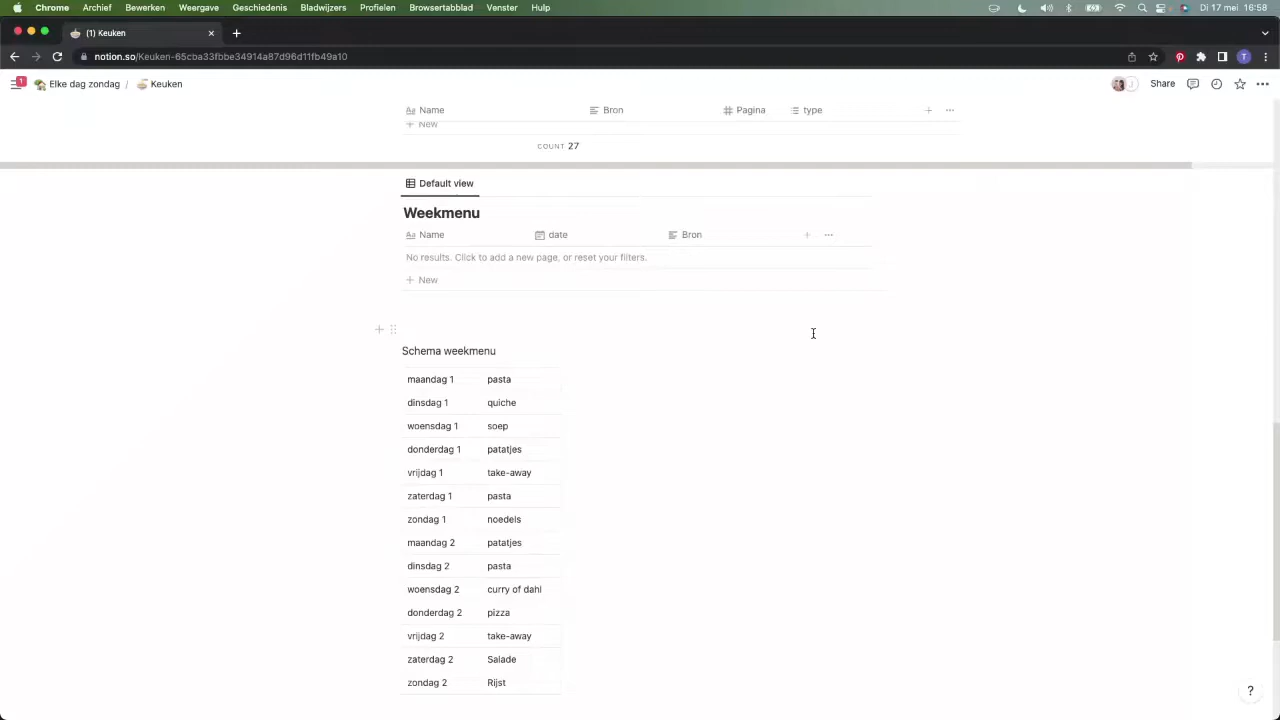 Chrome Archief Bewerken Weergave Geschiedenis Bladwijzers Profielen Browsertabblad Venster Hulp Di 17 mei 16:58
(1) Keuken
notion.so/Keuken-65cba33fbbe34914a87d96d11fb49a10 T
1 Elke dag zondag / Keuken J Share
Aa Name Bron Pagina type
+ New
COUNT 27
Default view
Weekmenu
Aa Name date Bron
No results. Click to add a new page, or reset your filters.
+ New
Schema weekmenu
maandag 1 pasta
dinsdag 1 quiche
woensdag 1 soep
donderdag 1 patatjes
vrijdag 1 take-away
zaterdag 1 pasta
zondag 1 noedels
maandag 2 patatjes
dinsdag 2 pasta
woensdag 2 curry of dahl
donderdag 2 pizza
vrijdag 2 take-away
zaterdag 2 Salade
zondag 2 Rijst
?